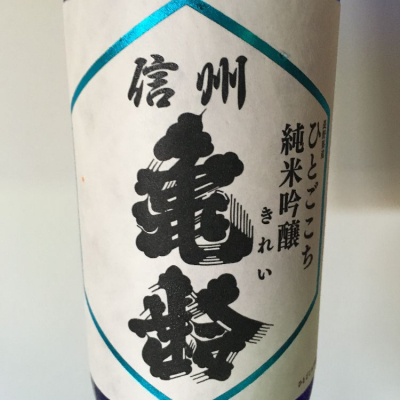 信州
亀齢
きれい
ひとごこち
純米吟醸